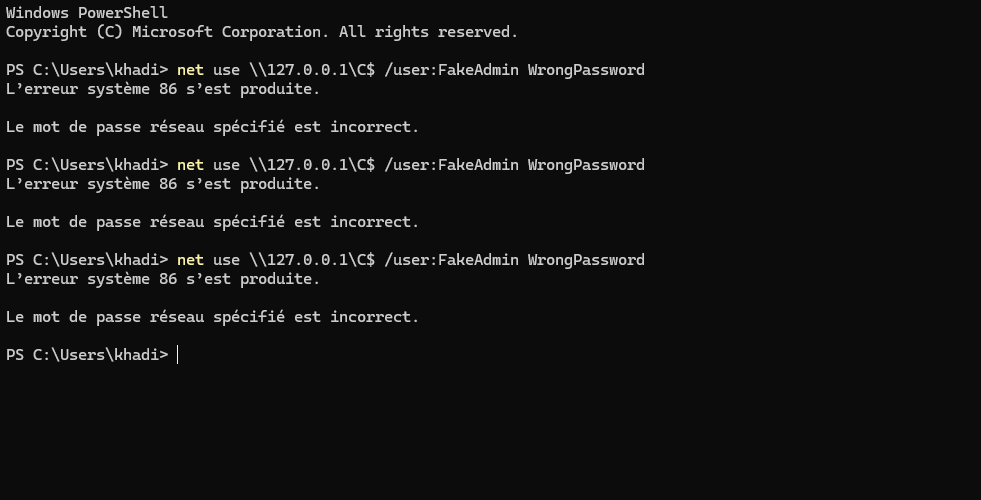 Windows PowerShell
Copyright (C) Microsoft Corporation. All rights reserved.
PS C:\Users\khadi> net use \\127.0.0.1\C$ /user:FakeAdmin WrongPassword
L’erreur système 86 s’est produite.
Le mot de passe réseau spécifié est incorrect.
PS C:\Users\khadi> net use \\127.0.0.1\C$ /user:FakeAdmin WrongPassword
L’erreur système 86 s’est produite.
Le mot de passe réseau spécifié est incorrect.
PS C:\Users\khadi> net use \\127.0.0.1\C$ /user:FakeAdmin WrongPassword
L’erreur système 86 s’est produite.
Le mot de passe réseau spécifié est incorrect.
PS C:\Users\khadi>